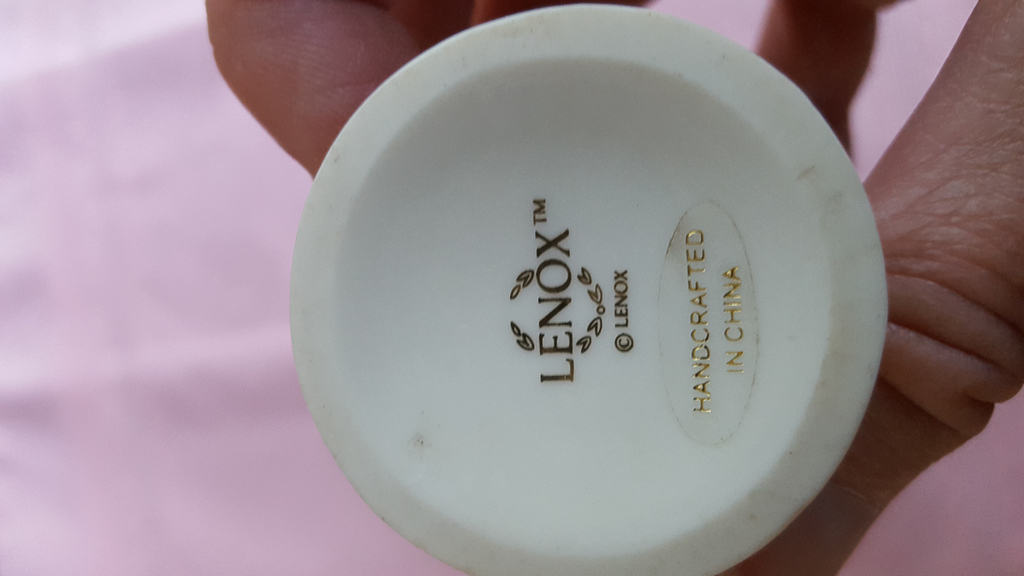 LENOX™
© LENOX
HANDCRAFTED
IN CHINA